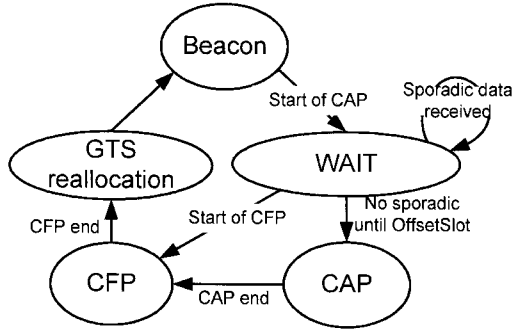 Beacon
Start of CAP
Sporadic data
received
GTS
reallocation
WAIT
No sporadic
until OffsetSlot
Start of CFP
CFP end
CFP
CAP
CAP end